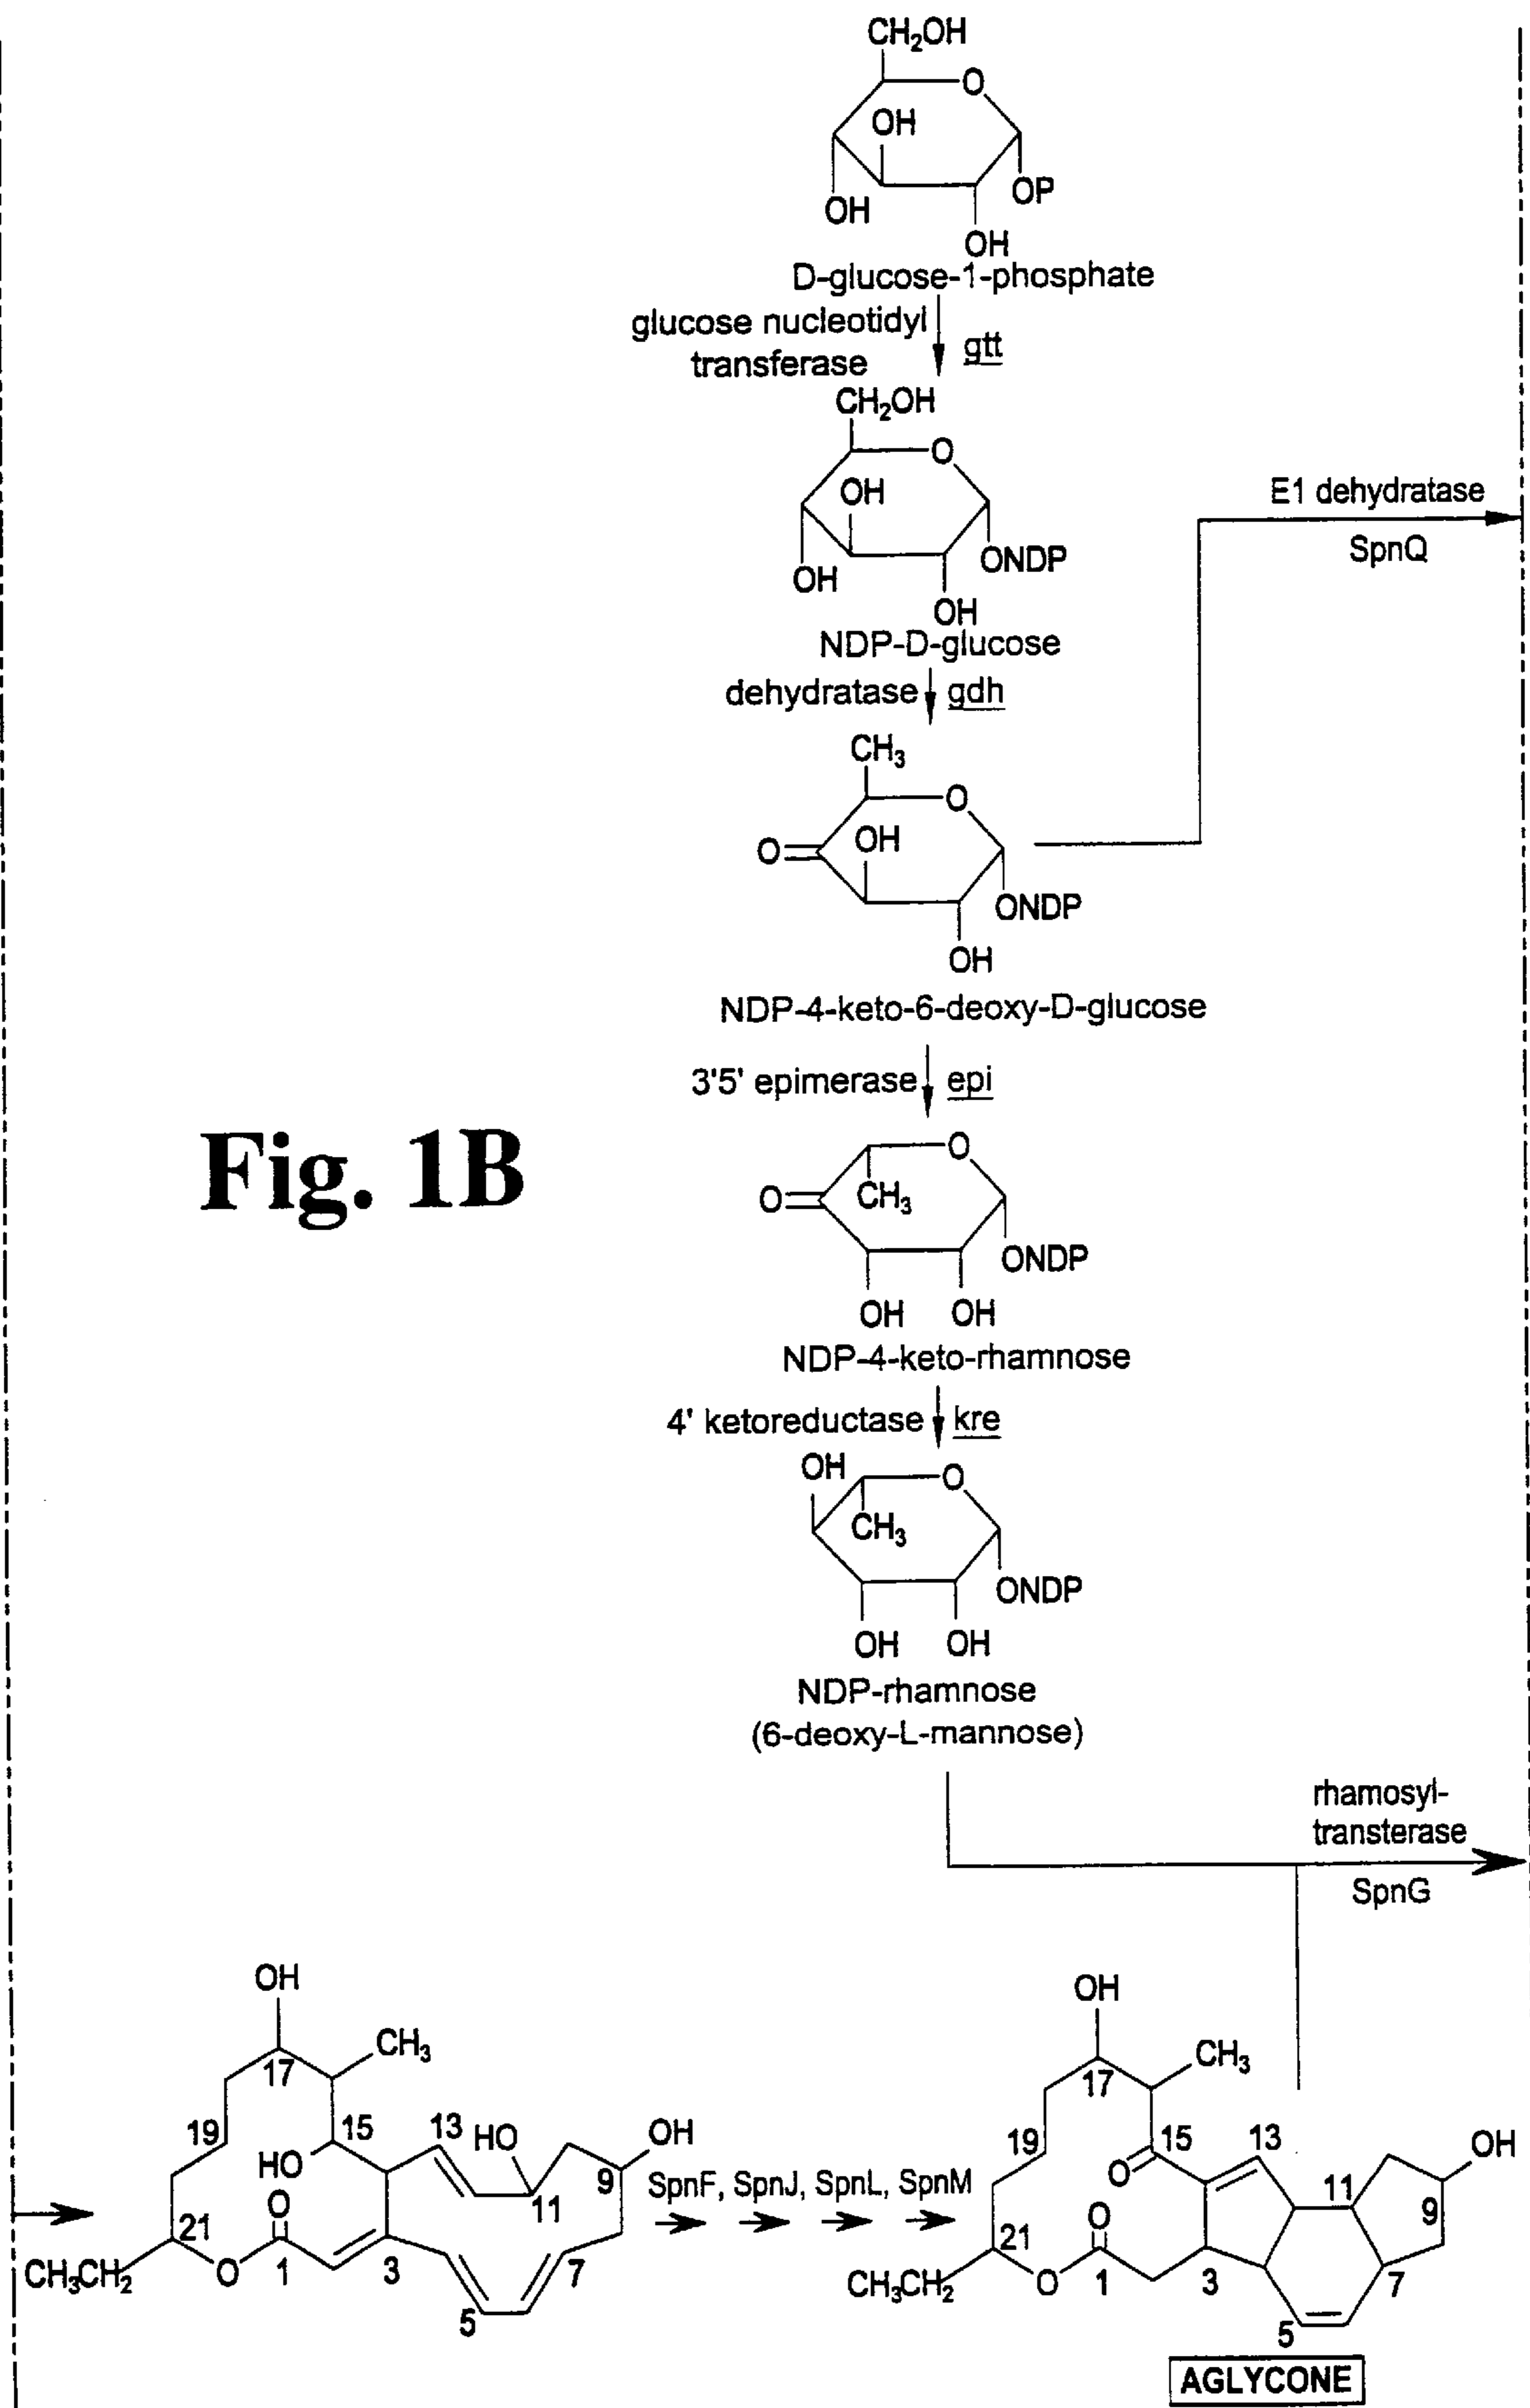 CH2OH
O
OH
OP
OH
OH
D-glucose-1-phosphate
glucose nucleotidyl
transferase
gtt
CH2OH
O
OH
ONDP
OH
OH
NDP-D-glucose
dehydratase
gdh
E1 dehydratase
SpnQ
CH3
O
OH
O
ONDP
OH
NDP-4-keto-6-deoxy-D-glucose
3'5' epimerase
epi
Fig. 1B
O
O
CH3
ONDP
OH OH
NDP-4-keto-rhamnose
4' ketoreductase
kre
OH
O
CH3
ONDP
OH OH
NDP-rhamnose
(6-deoxy-L-mannose)
rhamosyl-
transterase
SpnG
OH
CH3
17
19
15
13
HO
OH
HO
O
11
9
21
CH3CH2
O
1
3
7
5
SpnF, SpnJ, SpnL, SpnM
OH
CH3
17
19
15
13
OH
O
O
11
9
21
CH3CH2
O
1
3
7
5
AGLYCONE